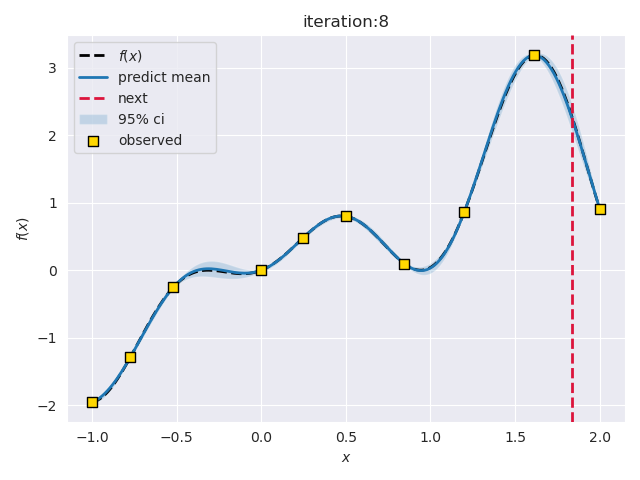 iteration:8
f(x)
predict mean
next
95% ci
observed
3
2
1
0
−1
−2
f(x)
−1.0 −0.5 0.0 0.5 1.0 1.5 2.0
x